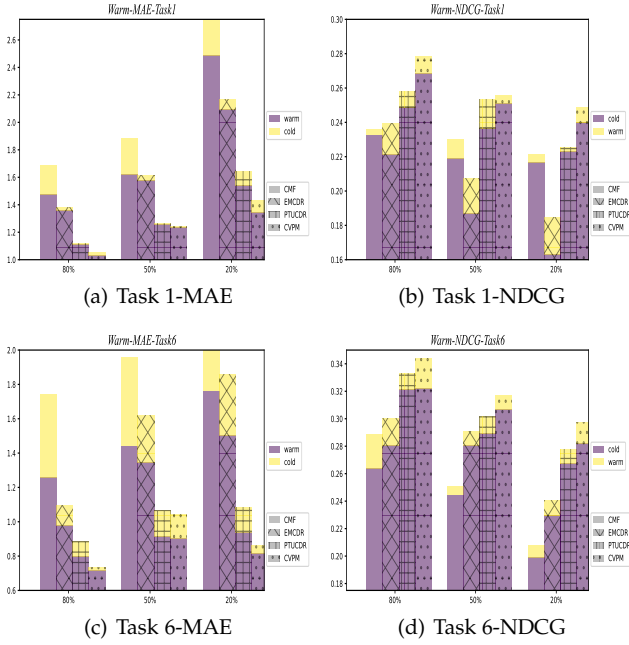 Warm-MAE-Task1
2.6
2.4
2.2
2.0
1.8
1.6
1.4
1.2
1.0
80%
50%
20%
warm
cold
CMF
EMCDR
PTUCDR
CVPM
(a) Task 1-MAE
Warm-NDCG-Task1
0.30
0.28
0.26
0.24
0.22
0.20
0.18
0.16
80%
50%
20%
cold
warm
CMF
EMCDR
PTUCDR
CVPM
(b) Task 1-NDCG
Warm-MAE-Task6
2.0
1.8
1.6
1.4
1.2
1.0
0.8
0.6
80%
50%
20%
warm
cold
CMF
EMCDR
PTUCDR
CVPM
(c) Task 6-MAE
Warm-NDCG-Task6
0.34
0.32
0.30
0.28
0.26
0.24
0.22
0.20
0.18
80%
50%
20%
cold
warm
CMF
EMCDR
PTUCDR
CVPM
(d) Task 6-NDCG